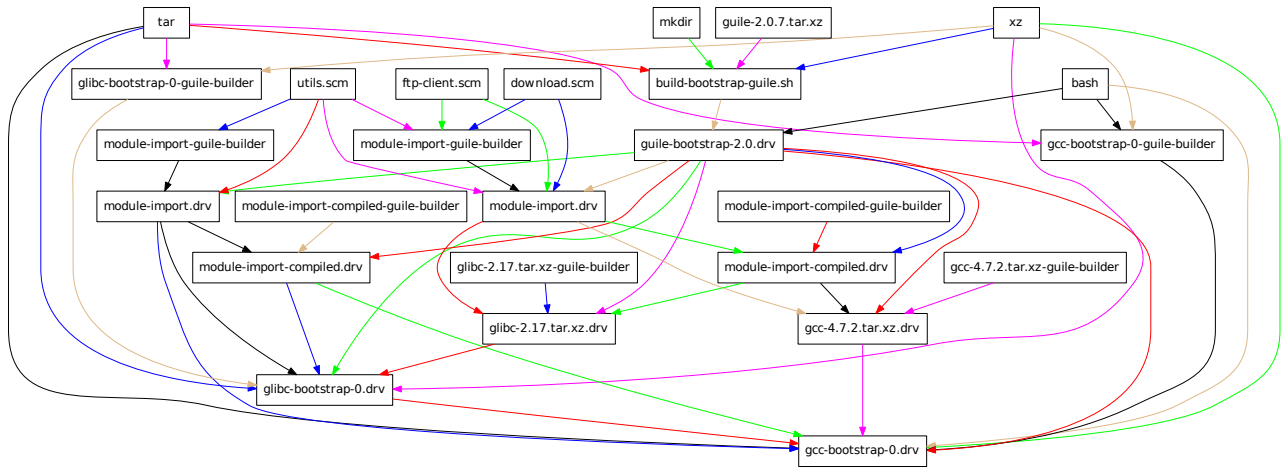 tar
mkdir
guile-2.0.7.tar.xz
xz
glibc-bootstrap-0-guile-builder
utils.scm
ftp-client.scm
download.scm
build-bootstrap-guile.sh
bash
module-import-guile-builder
module-import-guile-builder
guile-bootstrap-2.0.drv
gcc-bootstrap-0-guile-builder
module-import.drv
module-import-compiled-guile-builder
module-import.drv
module-import-compiled-guile-builder
module-import-compiled.drv
glibc-2.17.tar.xz-guile-builder
module-import-compiled.drv
gcc-4.7.2.tar.xz-guile-builder
glibc-2.17.tar.xz.drv
gcc-4.7.2.tar.xz.drv
glibc-bootstrap-0.drv
gcc-bootstrap-0.drv